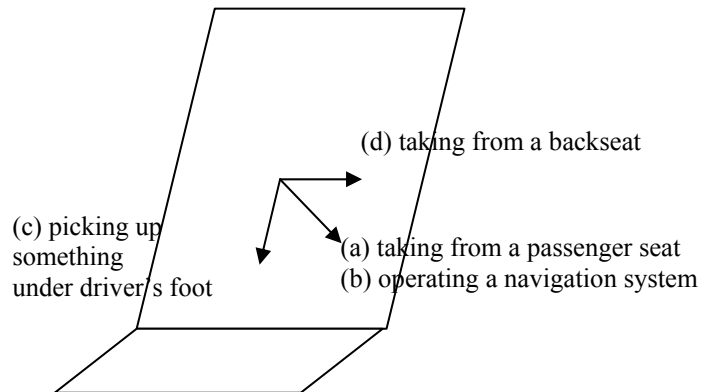 (d) taking from a backseat
(c) picking up
something
under driver's foot
(a) taking from a passenger seat
(b) operating a navigation system